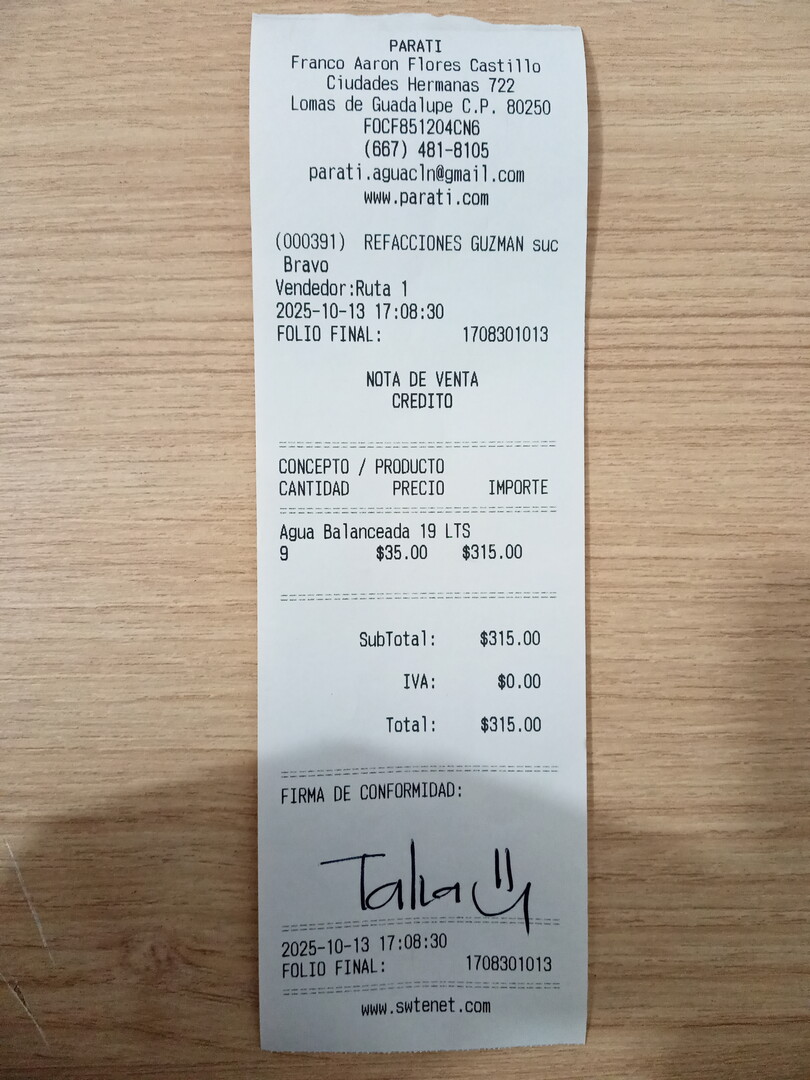 PARATI
Franco Aaron Flores Castillo
Ciudades Hermanas 722
Lomas de Guadalupe C.P. 80250
FOCF851204CN6
(667) 481-8105
parati.aguacln@gmail.com
www.parati.com
(000391) REFACCIONES GUZMAN suc
Bravo
Vendedor:Ruta 1
2025-10-13 17:08:30
FOLIO FINAL: 1708301013
NOTA DE VENTA
CREDITO
CONCEPTO / PRODUCTO
CANTIDAD PRECIO IMPORTE
Agua Balanceada 19 LTS
9 $35.00 $315.00
SubTotal: $315.00
IVA: $0.00
Total: $315.00
FIRMA DE CONFORMIDAD:
Talia
2025-10-13 17:08:30
FOLIO FINAL: 1708301013
www.swtenet.com